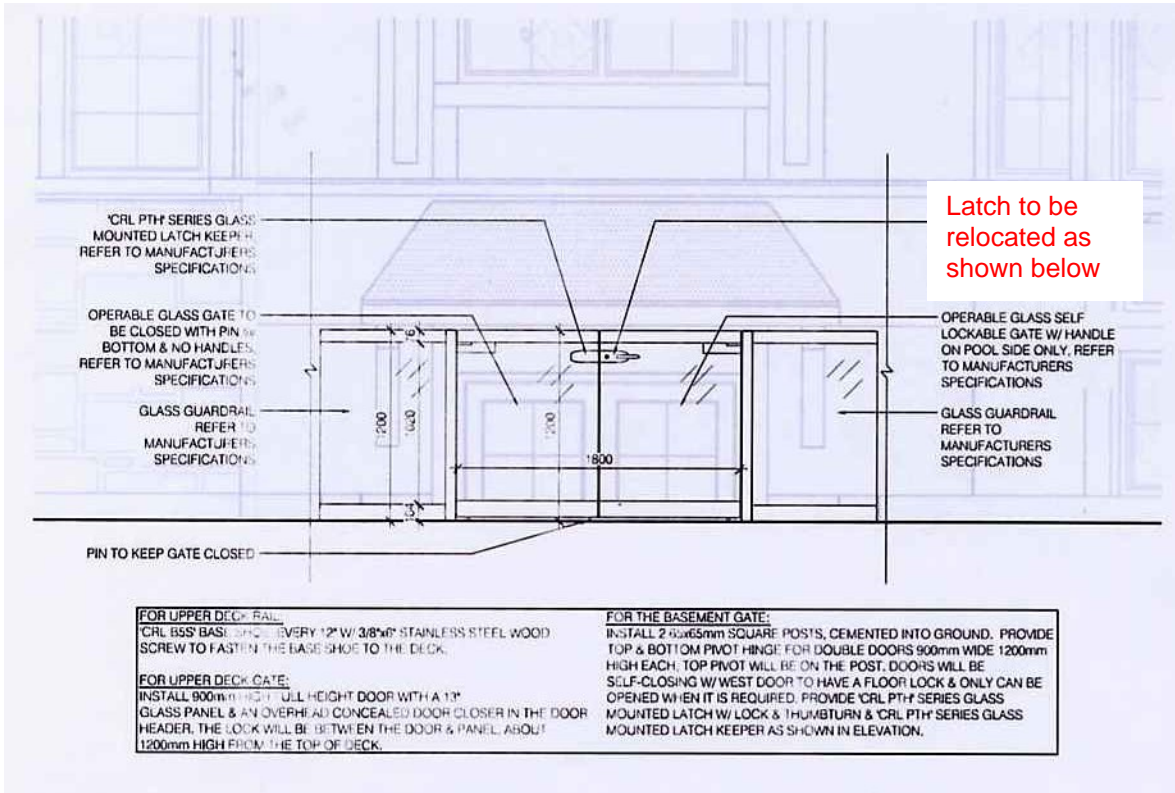 'CRL PTH' SERIES GLASS
MOUNTED LATCH KEEPER,
REFER TO MANUFACTURERS
SPECIFICATIONS
OPERABLE GLASS GATE TO
BE CLOSED WITH PIN
BOTTOM & NO HANDLES,
REFER TO MANUFACTURERS
SPECIFICATIONS
GLASS GUARDRAIL
REFER TO
MANUFACTURERS
SPECIFICATIONS
PIN TO KEEP GATE CLOSED
Latch to be
relocated as
shown below
OPERABLE GLASS SELF
LOCKABLE GATE W/ HANDLE
ON POOL SIDE ONLY, REFER
TO MANUFACTURERS
SPECIFICATIONS
GLASS GUARDRAIL
REFER TO
MANUFACTURERS
SPECIFICATIONS
1200
1020
1200
1800
FOR UPPER DECK RAIL:
'CRL B5S' BASE SHOE EVERY 12" W/ 3/8"x6" STAINLESS STEEL WOOD
SCREW TO FASTEN THE BASE SHOE TO THE DECK.
FOR UPPER DECK GATE:
INSTALL 900mm HIGH FULL HEIGHT DOOR WITH A 13"
GLASS PANEL & AN OVERHEAD CONCEALED DOOR CLOSER IN THE DOOR
HEADER. THE LOCK WILL BE BETWEEN THE DOOR & PANEL, ABOUT
1200mm HIGH FROM THE TOP OF DECK.
FOR THE BASEMENT GATE:
INSTALL 2 65x65mm SQUARE POSTS, CEMENTED INTO GROUND. PROVIDE
TOP & BOTTOM PIVOT HINGE FOR DOUBLE DOORS 900mm WIDE 1200mm
HIGH EACH, TOP PIVOT WILL BE ON THE POST. DOORS WILL BE
SELF-CLOSING W/ WEST DOOR TO HAVE A FLOOR LOCK & ONLY CAN BE
OPENED WHEN IT IS REQUIRED. PROVIDE 'CRL PTH' SERIES GLASS
MOUNTED LATCH W/ LOCK & THUMBTURN & 'CRL PTH' SERIES GLASS
MOUNTED LATCH KEEPER AS SHOWN IN ELEVATION.